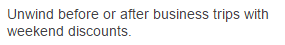 Unwind before or after business trips with
weekend discounts.